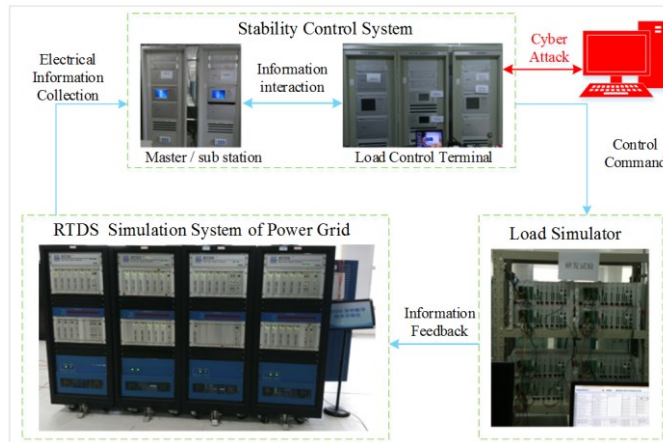 Stability Control System
Electrical
Information
Collection
Information
interaction
Cyber
Attack
Master / sub station
Load Control Terminal
Control
Command
RTDS Simulation System of Power Grid
Load Simulator
Information
Feedback